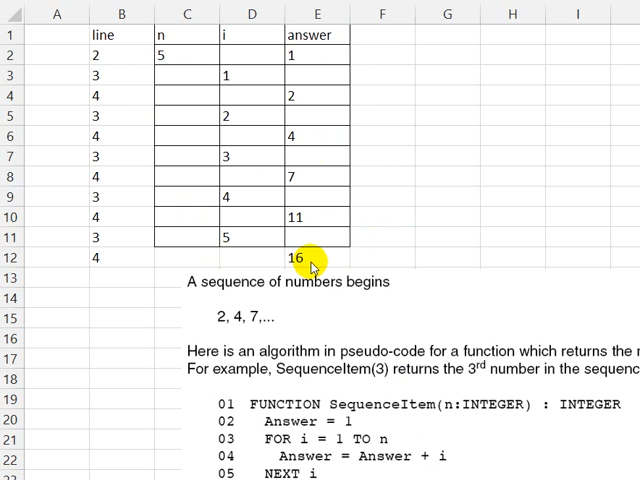 A B C D E F G H I
1 line n i answer
2 2 5 1
3 3 1
4 4 2
5 3 2
6 4 4
7 3 3
8 4 7
9 3 4
10 4 11
11 3 5
12 4 16
13 A sequence of numbers begins
14
15 2, 4, 7,...
16
17 Here is an algorithm in pseudo-code for a function which returns the
18 For example, SequenceItem(3) returns the 3rd number in the sequenc
19
20 01 FUNCTION SequenceItem(n:INTEGER) : INTEGER
02 Answer = 1
21 03 FOR i = 1 TO n
22 04 Answer = Answer + i
05 NEXT i